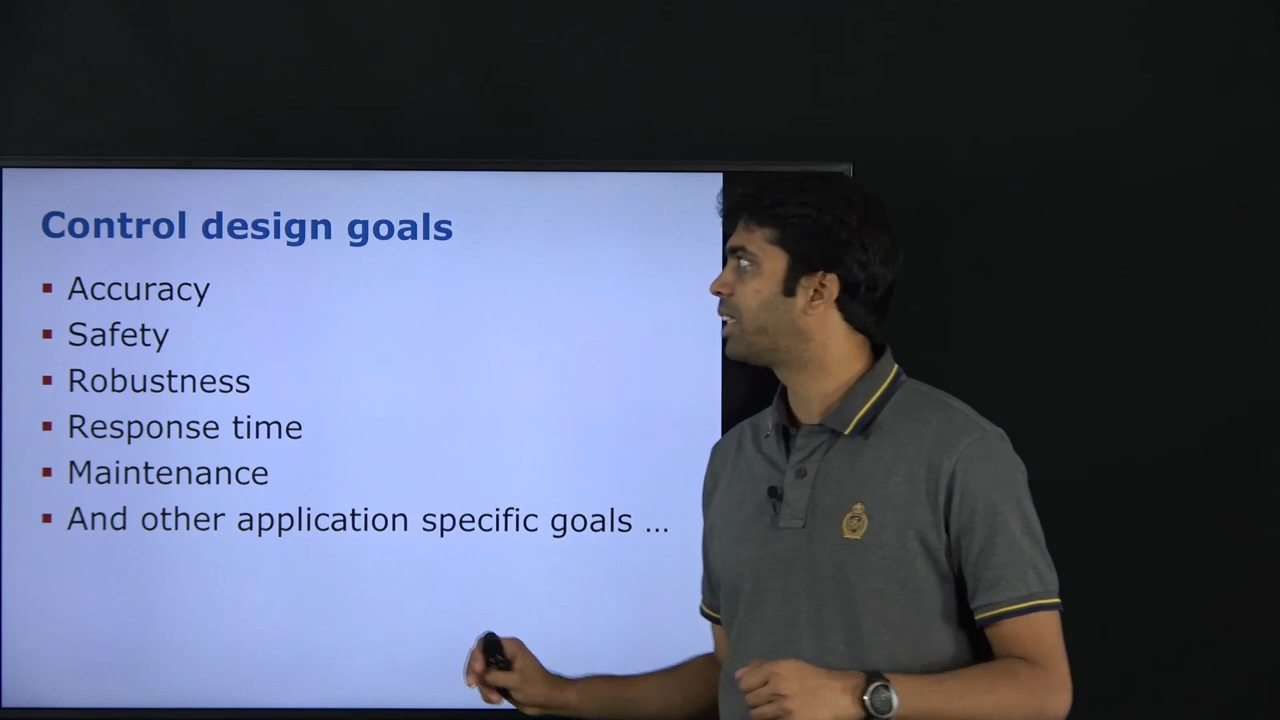 Control design goals
Accuracy
Safety
Robustness
Response time
Maintenance
And other application specific goals …